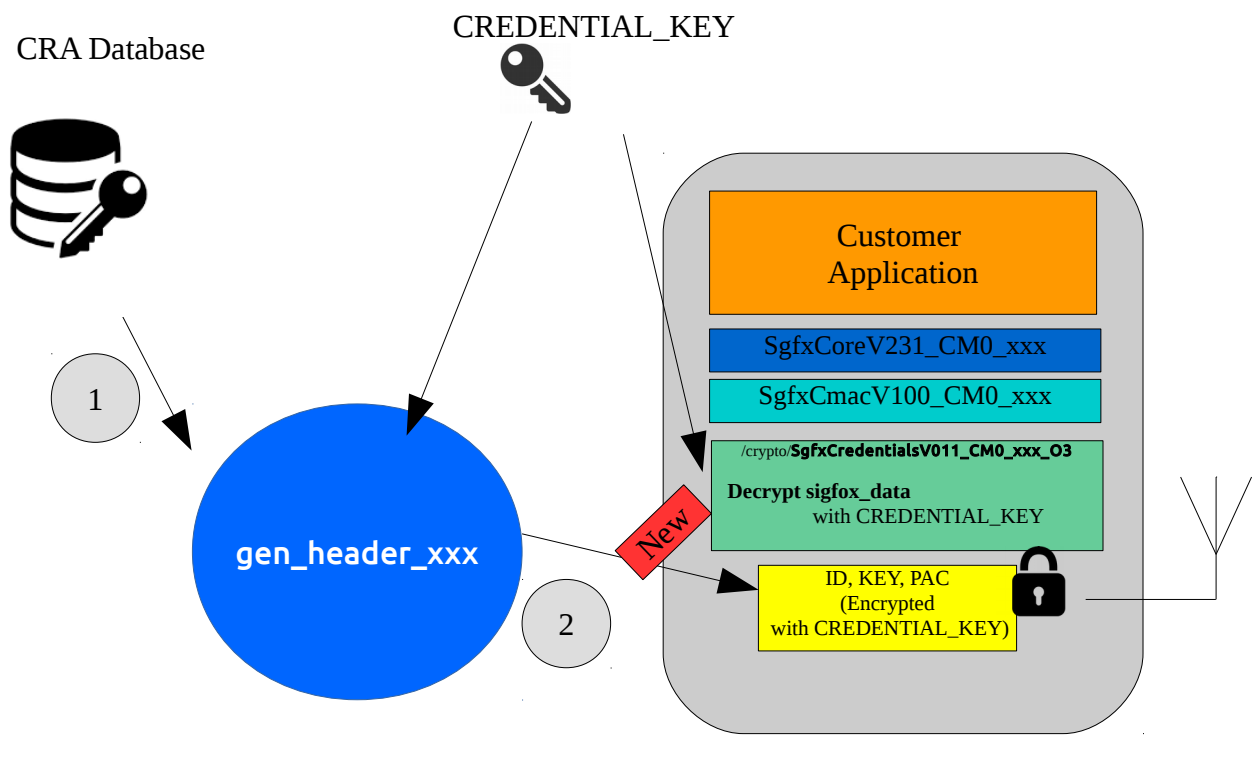 CREDENTIAL_KEY
CRA Database
Customer
Application
SgfxCoreV231_CM0_xxx
SgfxCmacV100_CM0_xxx
1
/crypto/SgfxCredentialsV011_CM0_xxx_O3
Decrypt sigfox_data
with CREDENTIAL_KEY
New
gen_header_xxx
ID, KEY, PAC
(Encrypted
with CREDENTIAL_KEY)
2